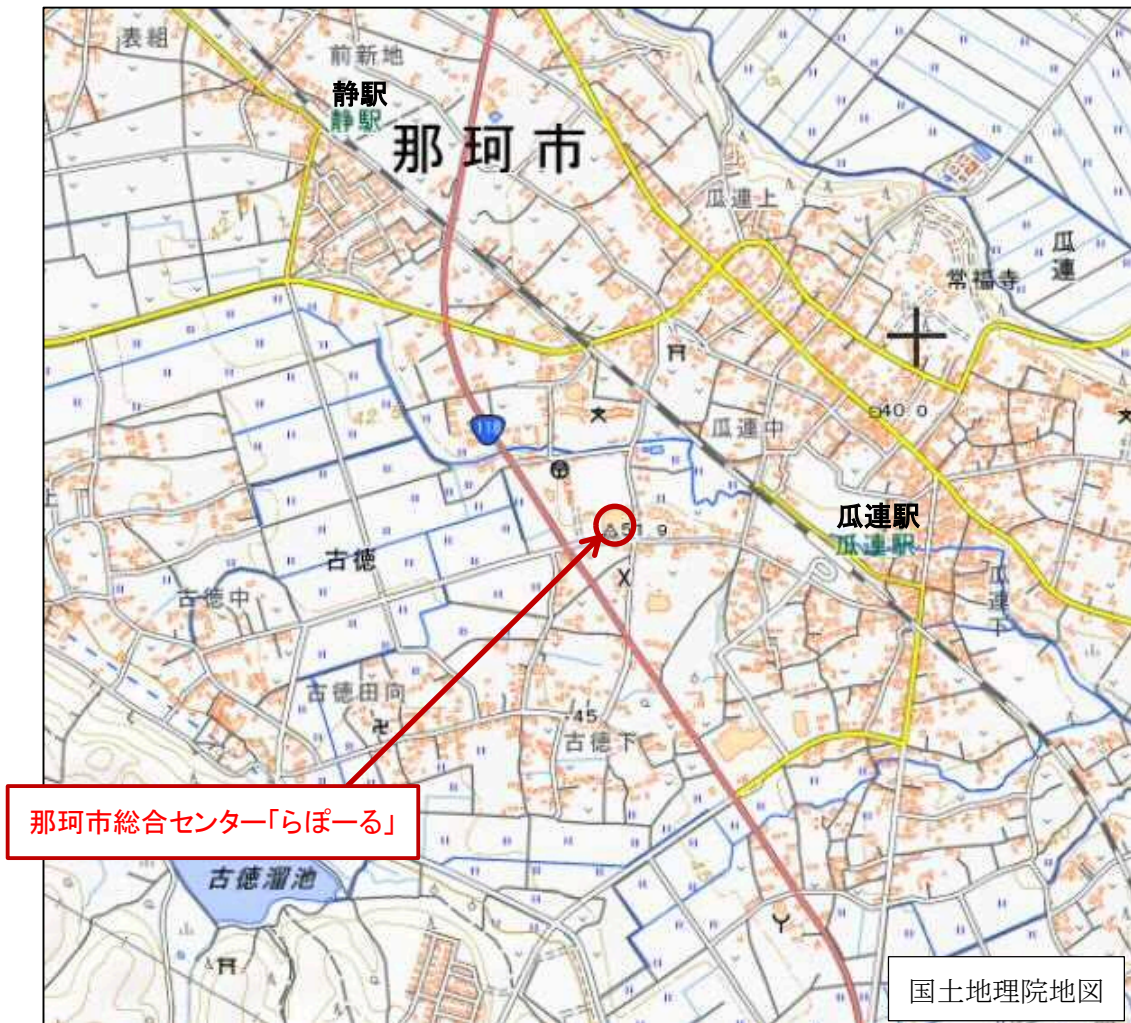 表組
前新地
静駅
静駅
那珂市
瓜連上
瓜連
常福寺
42
118
瓜連中
40 0
上
51 9
瓜連駅
瓜連駅
古徳
古徳中
瓜連下
古徳田向
45
古徳下
那珂市総合センター「らぽーる」
古徳溜池
国土地理院地図